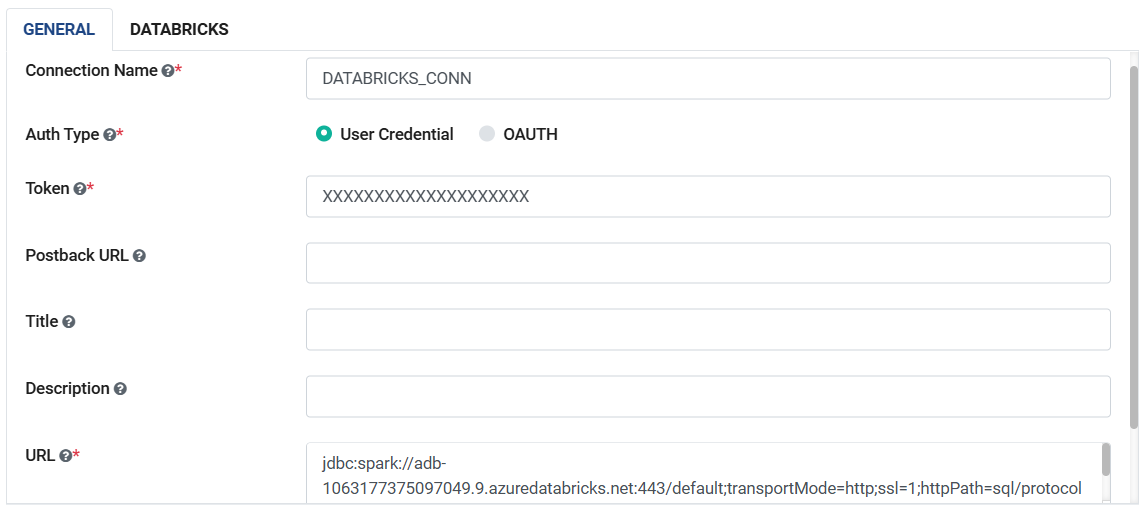 GENERAL DATABRICKS
Connection Name ?* DATABRICKS_CONN
Auth Type ?* User Credential OAUTH
Token ?* XXXXXXXXXXXXXXXXXXXX
Postback URL ?
Title ?
Description ?
URL ?* jdbc:spark://adb-
1063177375097049.9.azuredatabricks.net:443/default;transportMode=http;ssl=1;httpPath=sql/protocol